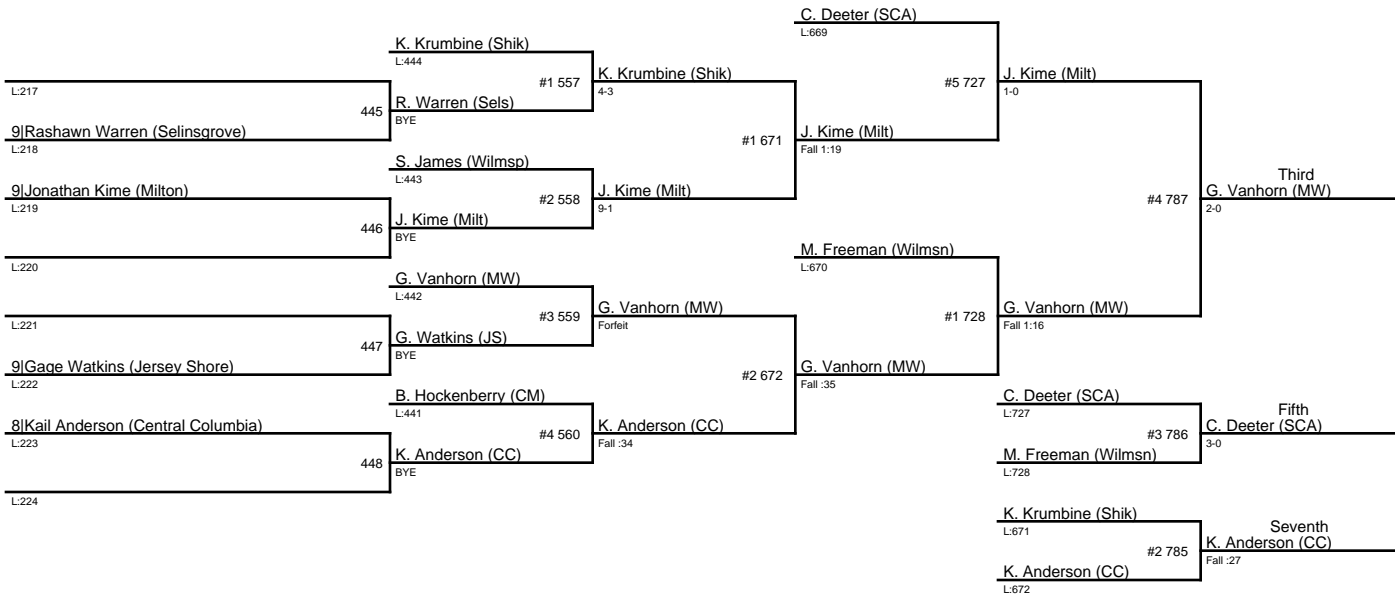 C. Deeter (SCA)
L:669
K. Krumbine (Shik)
L:444
#1 557
K. Krumbine (Shik)
4-3
#5 727
J. Kime (Milt)
1-0
L:217
445
R. Warren (Sels)
BYE
9|Rashawn Warren (Selinsgrove)
L:218
#1 671
J. Kime (Milt)
Fall 1:19
S. James (Wilmsp)
L:443
9|Jonathan Kime (Milton)
L:219
#2 558
J. Kime (Milt)
9-1
446
J. Kime (Milt)
BYE
L:220
#4 787
Third
G. Vanhorn (MW)
2-0
M. Freeman (Wilmsn)
L:670
G. Vanhorn (MW)
L:442
#3 559
G. Vanhorn (MW)
Forfeit
#1 728
G. Vanhorn (MW)
Fall 1:16
L:221
447
G. Watkins (JS)
BYE
9|Gage Watkins (Jersey Shore)
L:222
#2 672
G. Vanhorn (MW)
Fall :35
B. Hockenberry (CM)
L:441
8|Kail Anderson (Central Columbia)
L:223
#4 560
K. Anderson (CC)
Fall :34
448
K. Anderson (CC)
BYE
L:224
C. Deeter (SCA)
L:727
#3 786
Fifth
C. Deeter (SCA)
3-0
M. Freeman (Wilmsn)
L:728
K. Krumbine (Shik)
L:671
#2 785
Seventh
K. Anderson (CC)
Fall :27
K. Anderson (CC)
L:672